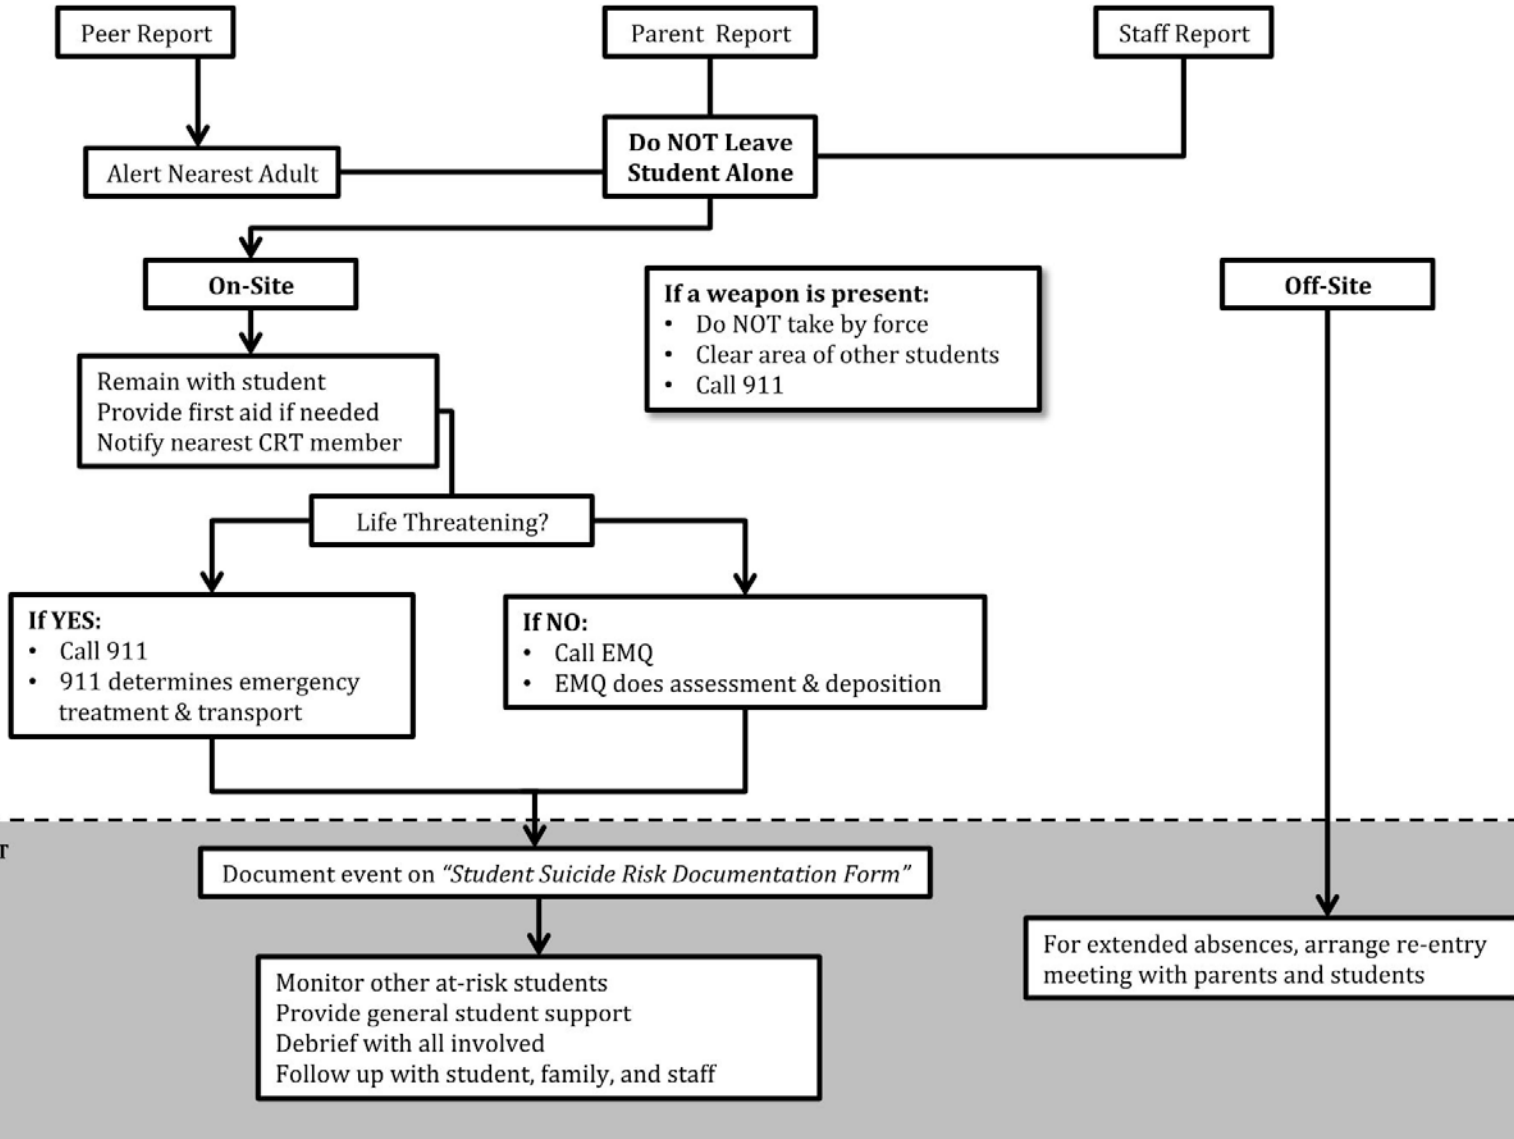 Peer Report
Parent Report
Staff Report
Do NOT Leave
Student Alone
Alert Nearest Adult
On-Site
If a weapon is present:
• Do NOT take by force
• Clear area of other students
• Call 911
Off-Site
Remain with student
Provide first aid if needed
Notify nearest CRT member
Life Threatening?
If YES:
• Call 911
• 911 determines emergency
treatment & transport
If NO:
• Call EMQ
• EMQ does assessment & deposition
T
Document event on “Student Suicide Risk Documentation Form”
For extended absences, arrange re-entry
meeting with parents and students
Monitor other at-risk students
Provide general student support
Debrief with all involved
Follow up with student, family, and staff